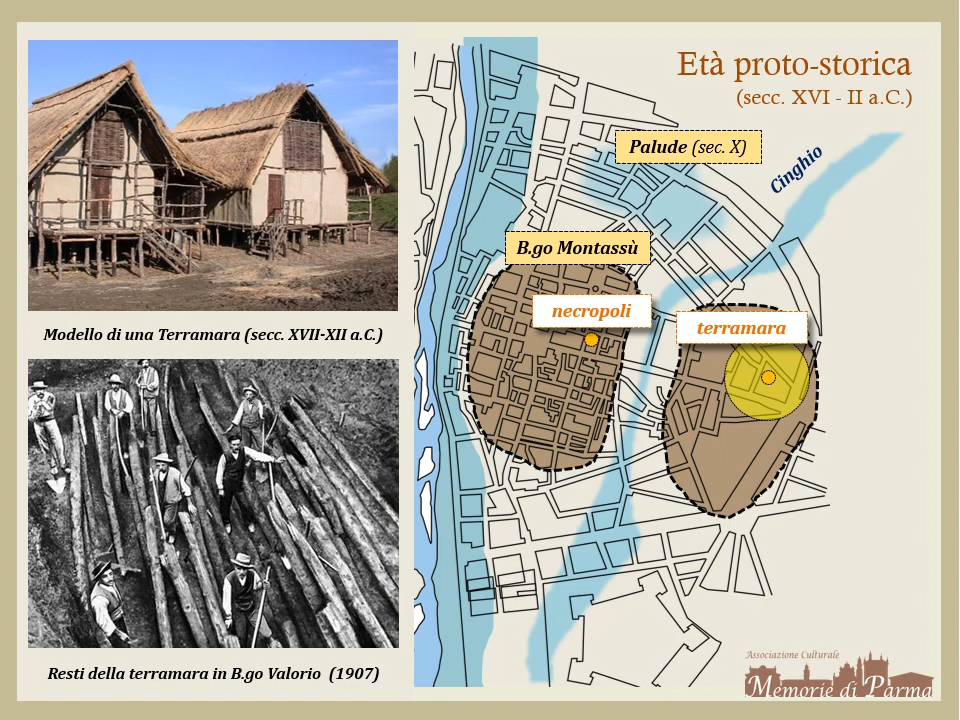 Età proto-storica
(secc. XVI - II a.C.)
Palude (sec. X)
Cinghio
B.go Montassù
necropoli
terramara
Modello di una Terramara (secc. XVII-XII a.C.)
Resti della terramara in B.go Valorio (1907)
Associazione Culturale
Memorie di Parma